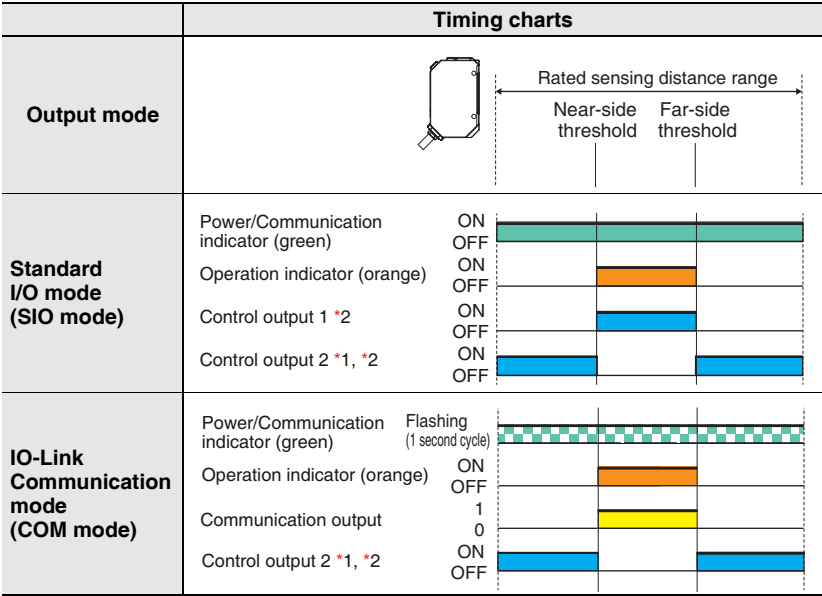 Timing charts
Output mode
Rated sensing distance range
Near-side
threshold
Far-side
threshold
Standard
I/O mode
(SIO mode)
Power/Communication
indicator (green)
ON
OFF
Operation indicator (orange)
ON
OFF
Control output 1 *2
ON
OFF
Control output 2 *1, *2
ON
OFF
IO-Link
Communication
mode
(COM mode)
Power/Communication
indicator (green)
Flashing
(1 second cycle)
Operation indicator (orange)
ON
OFF
Communication output
1
0
Control output 2 *1, *2
ON
OFF